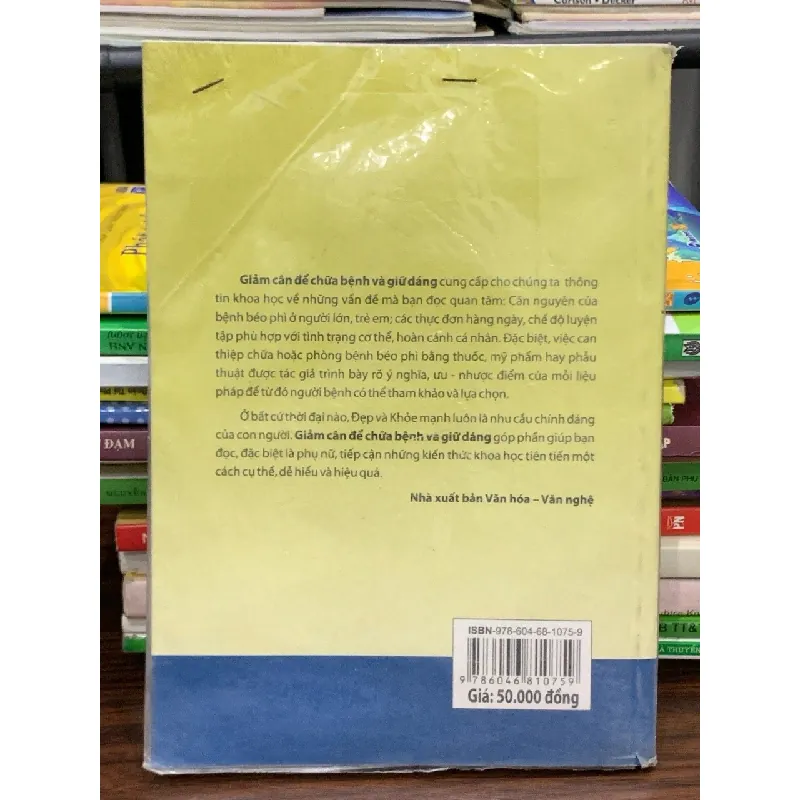 Carlson • Decker
Giảm cân để chữa bệnh và giữ dáng cung cấp cho chúng ta thông
tin khoa học về những vấn đề mà bạn đọc quan tâm: Căn nguyên của
bệnh béo phì ở người lớn, trẻ em; các thực đơn hàng ngày, chế độ luyện
tập phù hợp với tình trạng cơ thể, hoàn cảnh cá nhân. Đặc biệt, việc can
thiệp chữa hoặc phòng bệnh béo phì bằng thuốc, mỹ phẩm hay phẫu
thuật được tác giả trình bày rõ ý nghĩa, ưu - nhược điểm của mỗi liệu
pháp để từ đó người bệnh có thể tham khảo và lựa chọn.
Ở bất cứ thời đại nào, Đẹp và Khỏe mạnh luôn là nhu cầu chính đáng
của con người. Giảm cân để chữa bệnh và giữ dáng góp phần giúp bạn
đọc, đặc biệt là phụ nữ, tiếp cận những kiến thức khoa học tiên tiến một
cách cụ thể, dễ hiểu và hiệu quả.
Nhà xuất bản Văn hóa – Văn nghệ
ĐẠM
BẢN PHỤ
B TT&
Ả TRUYỀN
ISBN-978-604-68-1075-9
9 786046 810759
Giá: 50.000 đồng